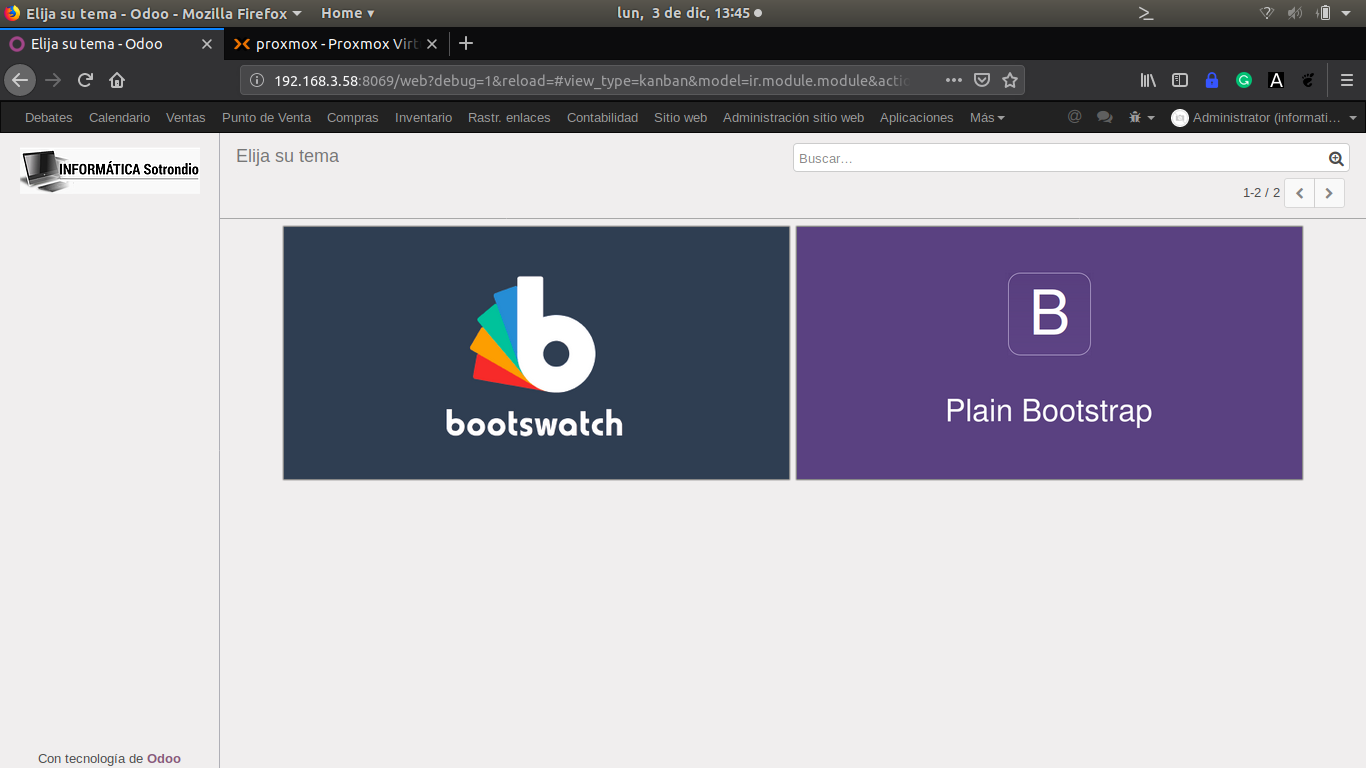 Elija su tema - Odoo - Mozilla Firefox
Home
lun, 3 de dic, 13:45
Elija su tema - Odoo
proxmox - Proxmox Virt
192.168.3.58:8069/web?debug=1&reload=#view_type=kanban&model=ir.module.module&actic
Debates Calendario Ventas Punto de Venta Compras Inventario Rastr. enlaces Contabilidad Sitio web Administración sitio web Aplicaciones Más @ Administrator (informati...
INFORMÁTICA Sotrondio
Elija su tema
Buscar...
1-2 / 2
b
bootswatch
B
Plain Bootstrap
Con tecnología de Odoo